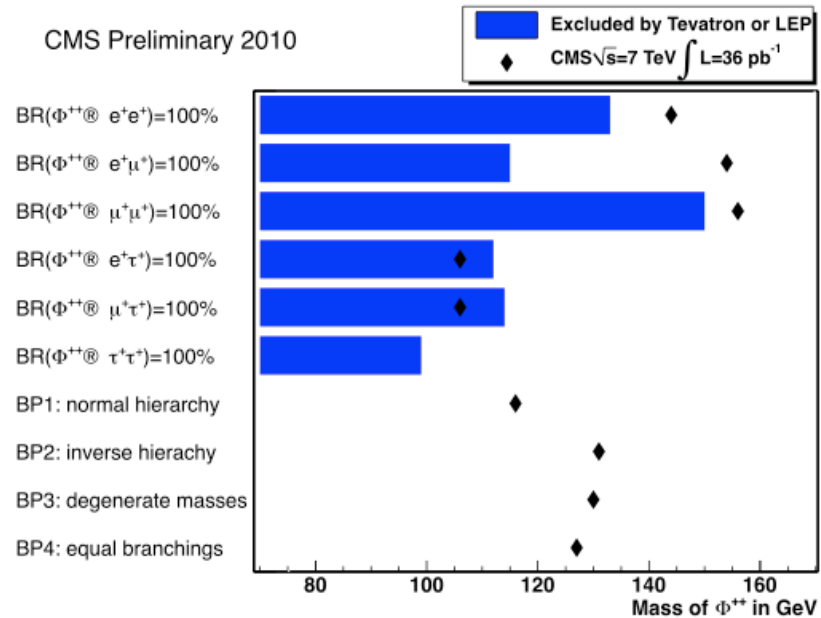 CMS Preliminary 2010
Excluded by Tevatron or LEP
CMS√s=7 TeV∫ L=36 pb⁻¹
BR(Φ⁺⁺® e⁺e⁺)=100%
BR(Φ⁺⁺® e⁺μ⁺)=100%
BR(Φ⁺⁺® μ⁺μ⁺)=100%
BR(Φ⁺⁺® e⁺τ⁺)=100%
BR(Φ⁺⁺® μ⁺τ⁺)=100%
BR(Φ⁺⁺® τ⁺τ⁺)=100%
BP1: normal hierarchy
BP2: inverse hierachy
BP3: degenerate masses
BP4: equal branchings
80 100 120 140 160
Mass of Φ⁺⁺ in GeV